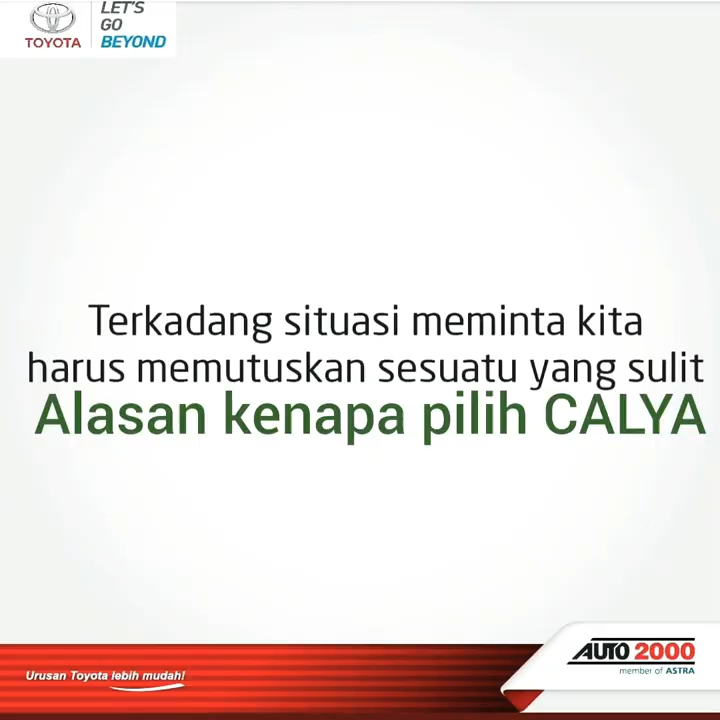 TOYOTA
LET'S
GO
BEYOND
Terkadang situasi meminta kita
harus memutuskan sesuatu yang sulit
Alasan kenapa pilih CALYA
Urusan Toyota lebih mudah!
AUTO 2000
member of ASTRA